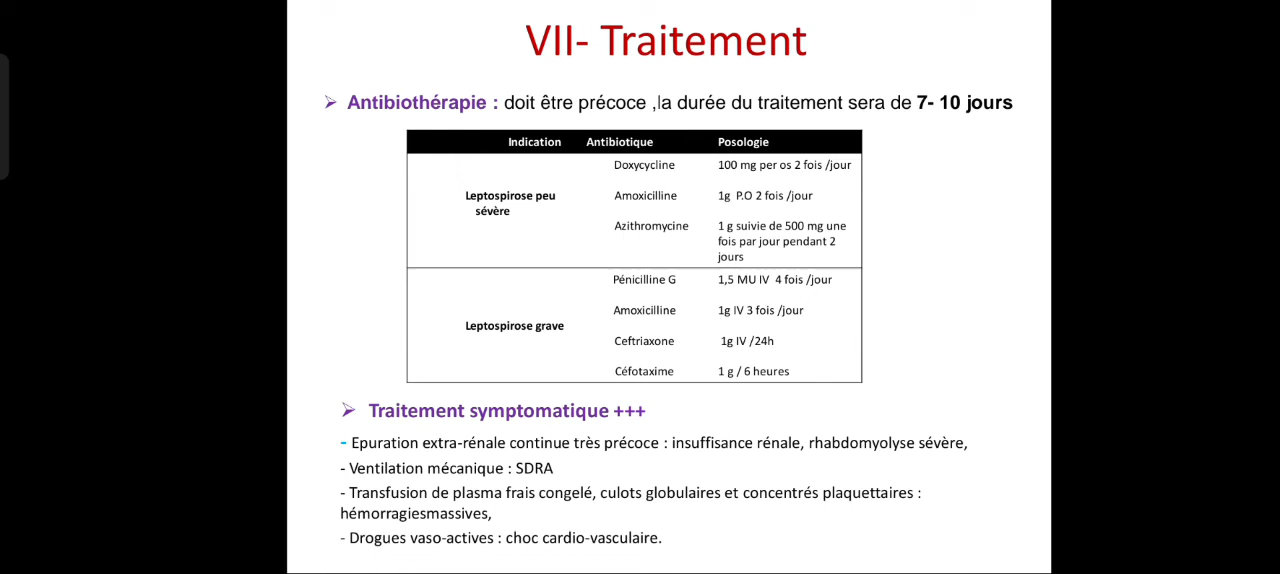 VII- Traitement
➢ Antibiothérapie : doit être précoce ,la durée du traitement sera de 7- 10 jours
Indication Antibiotique Posologie
Leptospirose peu sévère
Doxycycline 100 mg per os 2 fois /jour
Amoxicilline 1g P.O 2 fois /jour
Azithromycine 1 g suivie de 500 mg une
fois par jour pendant 2
jours
Leptospirose grave
Pénicilline G 1,5 MU IV 4 fois /jour
Amoxicilline 1g IV 3 fois /jour
Ceftriaxone 1g IV /24h
Céfotaxime 1 g / 6 heures
➢ Traitement symptomatique +++
- Epuration extra-rénale continue très précoce : insuffisance rénale, rhabdomyolyse sévère,
- Ventilation mécanique : SDRA
- Transfusion de plasma frais congelé, culots globulaires et concentrés plaquettaires :
hémorragiesmassives,
- Drogues vaso-actives : choc cardio-vasculaire.